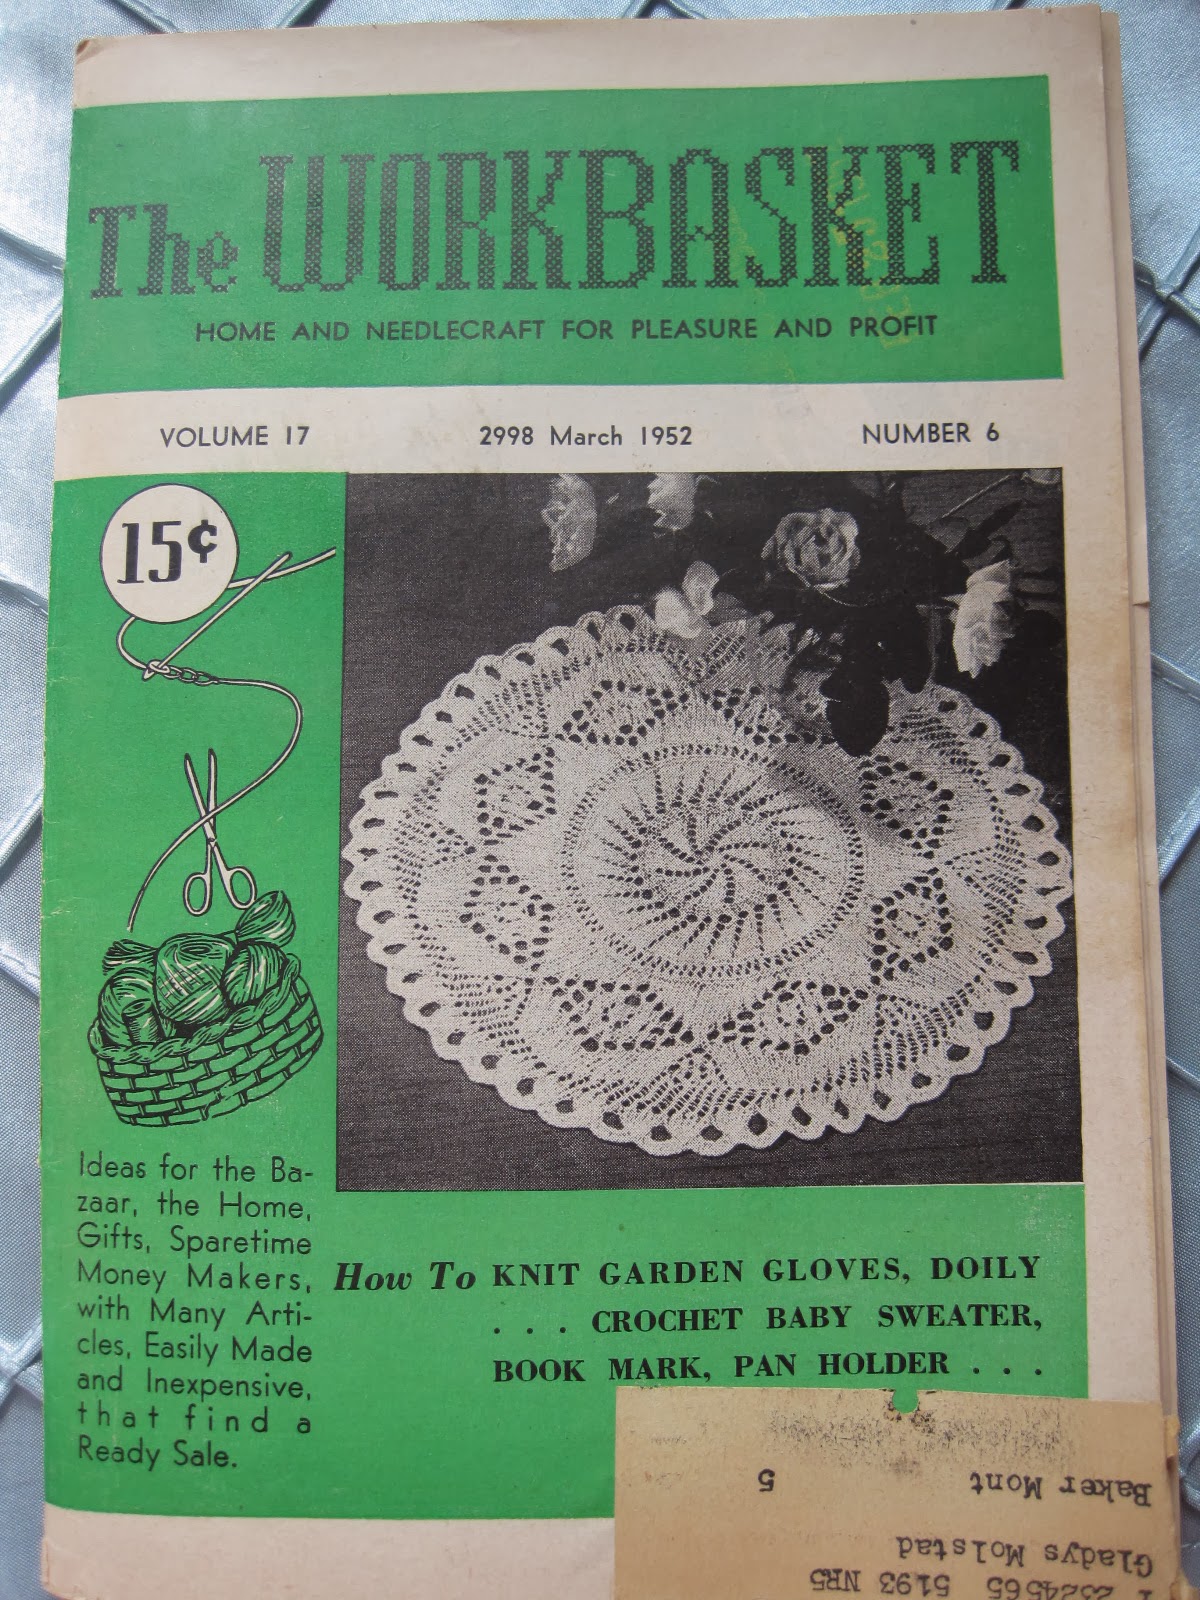 The WORKBASKET
HOME AND NEEDLECRAFT FOR PLEASURE AND PROFIT
VOLUME 17 2998 March 1952 NUMBER 6
15¢
Ideas for the Ba-
zaar, the Home,
Gifts, Sparetime
Money Makers,
with Many Arti-
cles, Easily Made
and Inexpensive,
that find a
Ready Sale.
How To KNIT GARDEN GLOVES, DOILY
. . . CROCHET BABY SWEATER,
BOOK MARK, PAN HOLDER . . .
2324565 5193 NR5
Gladys Molstad
Baker Mont 5